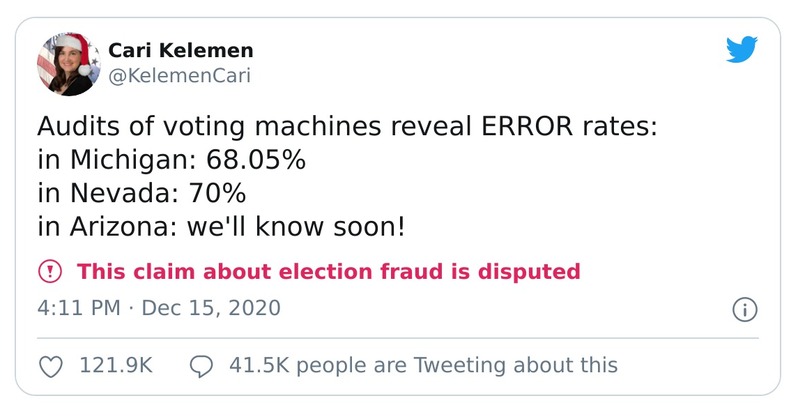 Cari Kelemen
@KelemenCari
Audits of voting machines reveal ERROR rates:
in Michigan: 68.05%
in Nevada: 70%
in Arizona: we'll know soon!
This claim about election fraud is disputed
4:11 PM · Dec 15, 2020
121.9K 41.5K people are Tweeting about this